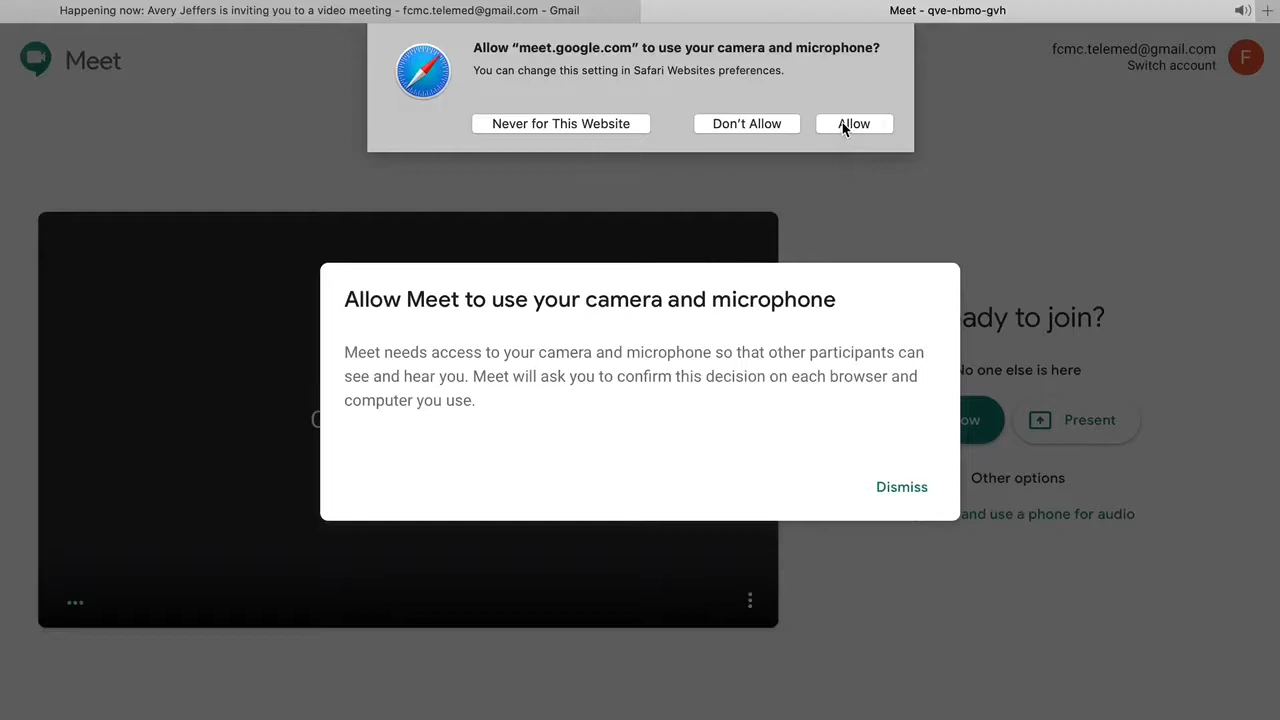 Happening now: Avery Jeffers is inviting you to a video meeting - fcmc.telemed@gmail.com - Gmail
Meet - qve-nbmo-gvh
Meet
Allow “meet.google.com” to use your camera and microphone?
You can change this setting in Safari Websites preferences.
Never for This Website
Don’t Allow
Allow
fcmc.telemed@gmail.com
Switch account
F
Allow Meet to use your camera and microphone
Meet needs access to your camera and microphone so that other participants can
see and hear you. Meet will ask you to confirm this decision on each browser and
computer you use.
Dismiss
ady to join?
No one else is here
ow
Present
Other options
and use a phone for audio